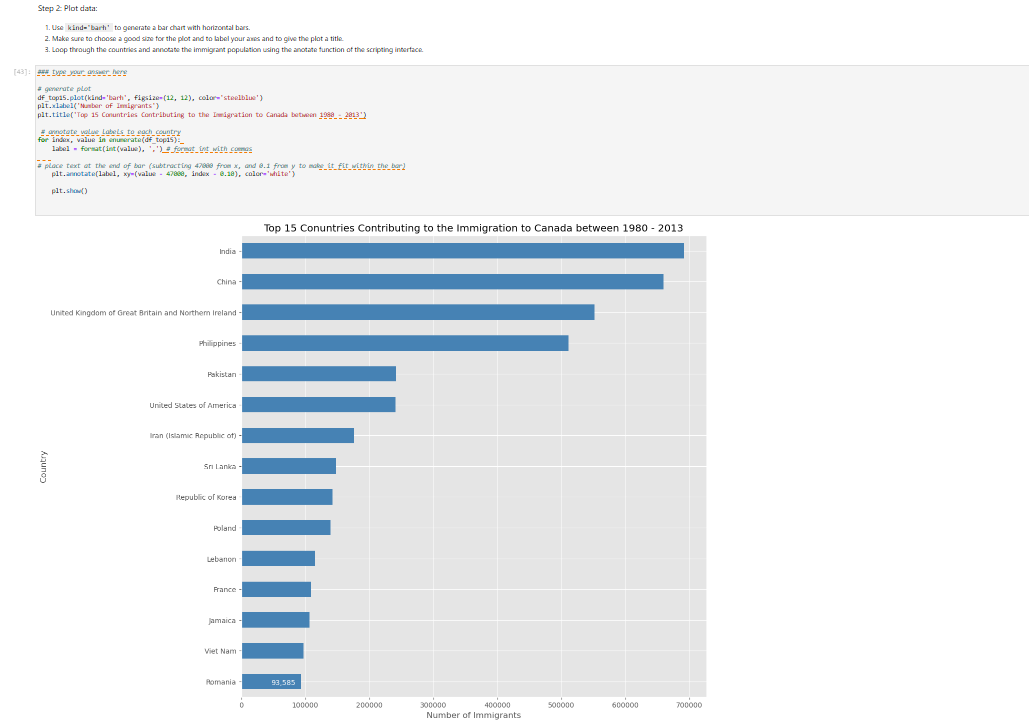 Step 2: Plot data:
1. Use kind='barh' to generate a bar chart with horizontal bars.
2. Make sure to choose a good size for the plot and to label your axes and to give the plot a title.
3. Loop through the countries and annotate the immigrant population using the anotate function of the scripting interface.
[43]: ### type your answer here
# generate plot
df_top15.plot(kind='barh', figsize=(12, 12), color='steelblue')
plt.xlabel('Number of Immigrants')
plt.title('Top 15 Conuntries Contributing to the Immigration to Canada between 1980 - 2013')
# annotate value labels to each country
for index, value in enumerate(df_top15):
label = format(int(value), ',') # format int with commas
# place text at the end of bar (subtracting 47000 from x, and 0.1 from y to make it fit within the bar)
plt.annotate(label, xy=(value - 47000, index - 0.10), color='white')
plt.show()
Top 15 Conuntries Contributing to the Immigration to Canada between 1980 - 2013
India
China
United Kingdom of Great Britain and Northern Ireland
Philippines
Pakistan
United States of America
Iran (Islamic Republic of)
Sri Lanka
Republic of Korea
Poland
Lebanon
France
Jamaica
Viet Nam
Romania
93,585
Country
0 100000 200000 300000 400000 500000 600000 700000
Number of Immigrants